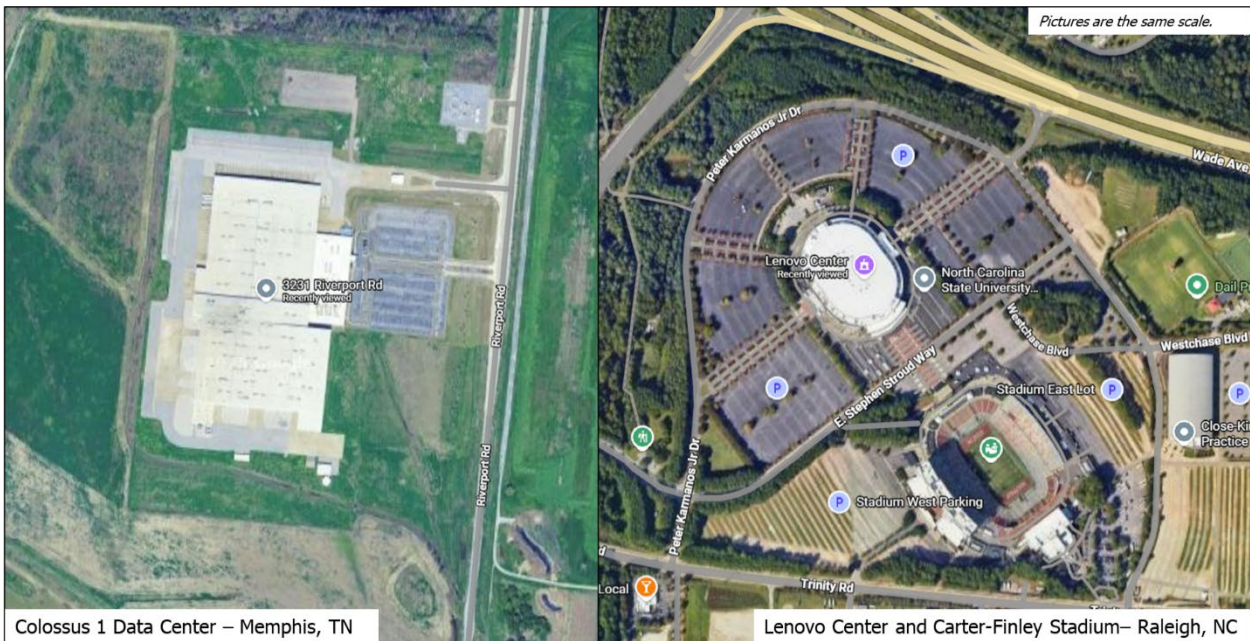 Pictures are the same scale.
3231 Riverport Rd
Recently viewed
Riverport Rd
Riverport Rd
Colossus 1 Data Center – Memphis, TN
Peter Karmanos Jr Dr
P
Wade Ave
Lenovo Center
Recently viewed
North Carolina
State University...
Westchase Blvd
Westchase Blvd
E. Stephen Stroud Way
P
Stadium East Lot
P
P
Peter Karmanos Jr Dr
P
Stadium West Parking
Practice
Trinity Rd
Local
Lenovo Center and Carter-Finley Stadium– Raleigh, NC